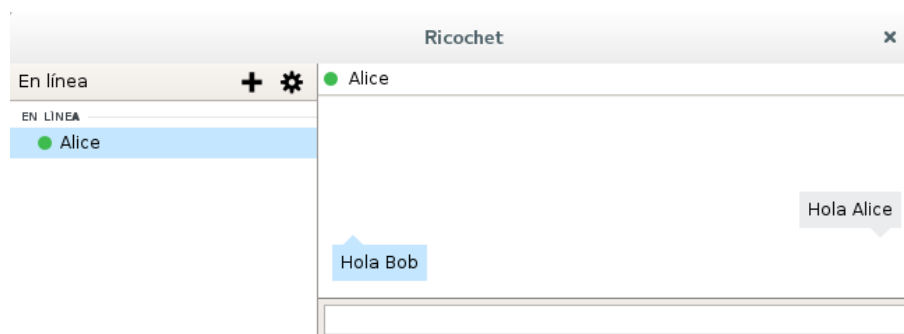 Ricochet
En línea
Alice
EN LÍNEA
Alice
Hola Alice
Hola Bob